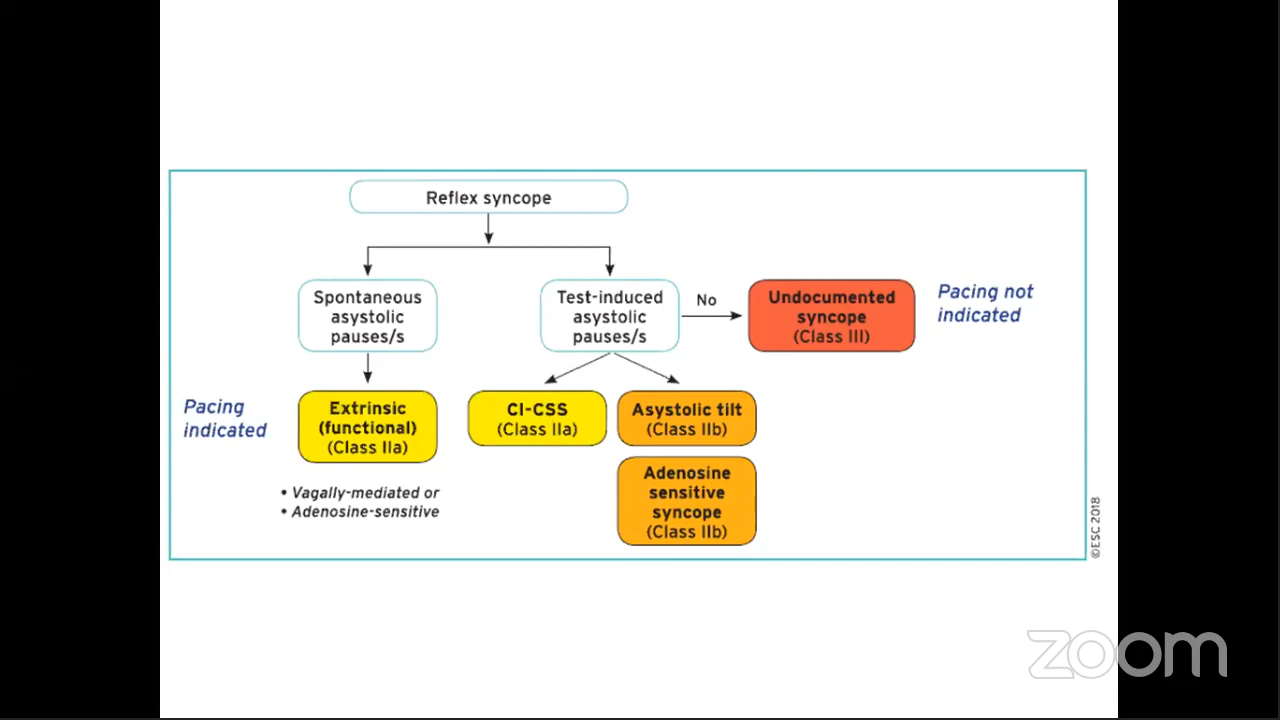 Reflex syncope
Spontaneous
asystolic
pauses/s
Test-induced
asystolic
pauses/s
No
Undocumented
syncope
(Class III)
Pacing not
indicated
Pacing
indicated
Extrinsic
(functional)
(Class IIa)
CI-CSS
(Class IIa)
Asystolic tilt
(Class IIb)
Adenosine
sensitive
syncope
(Class IIb)
• Vagally-mediated or
• Adenosine-sensitive
©ESC 2018
zoom